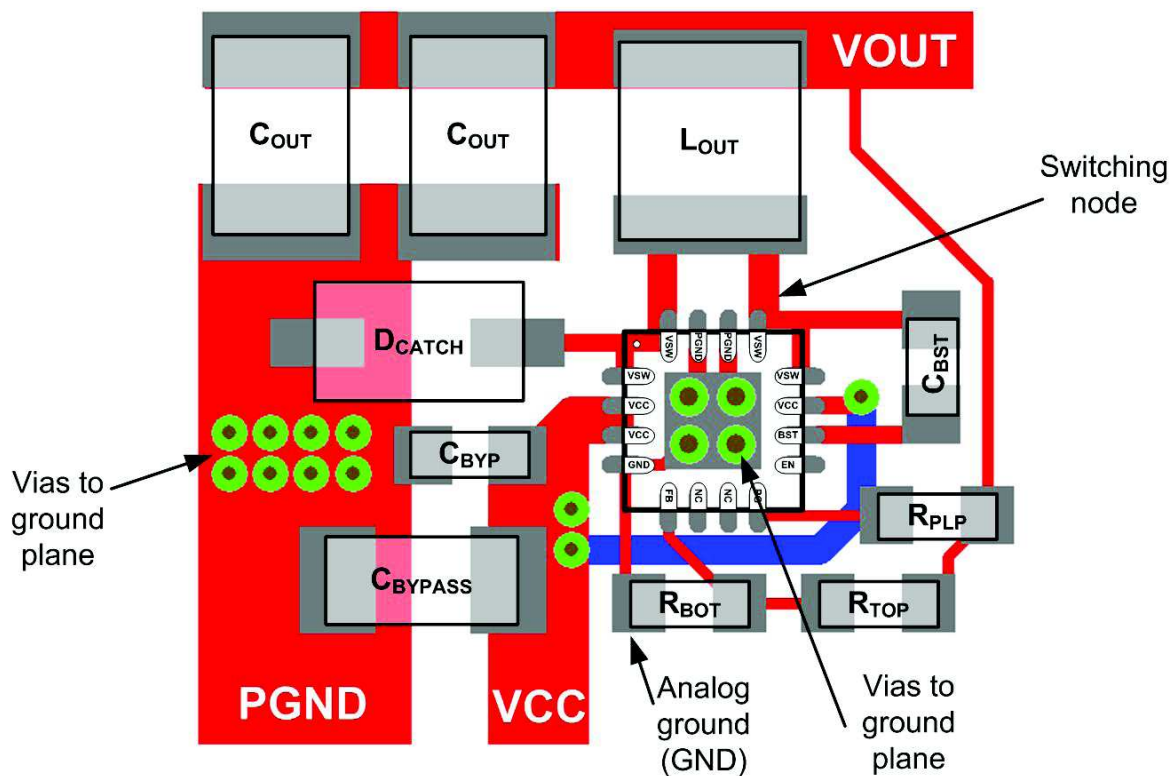 VOUT
COUT
COUT
LOUT
Switching
node
DCATCH
VSW
PGND
PGND
VSW
CBST
VSW
VCC
VCC
GND
VSW
VCC
BST
EN
FB
NC
NC
CBYP
Vias to
ground
plane
RPLP
CBYPASS
RBOT
RTOP
PGND
VCC
Analog
ground
(GND)
Vias to
ground
plane